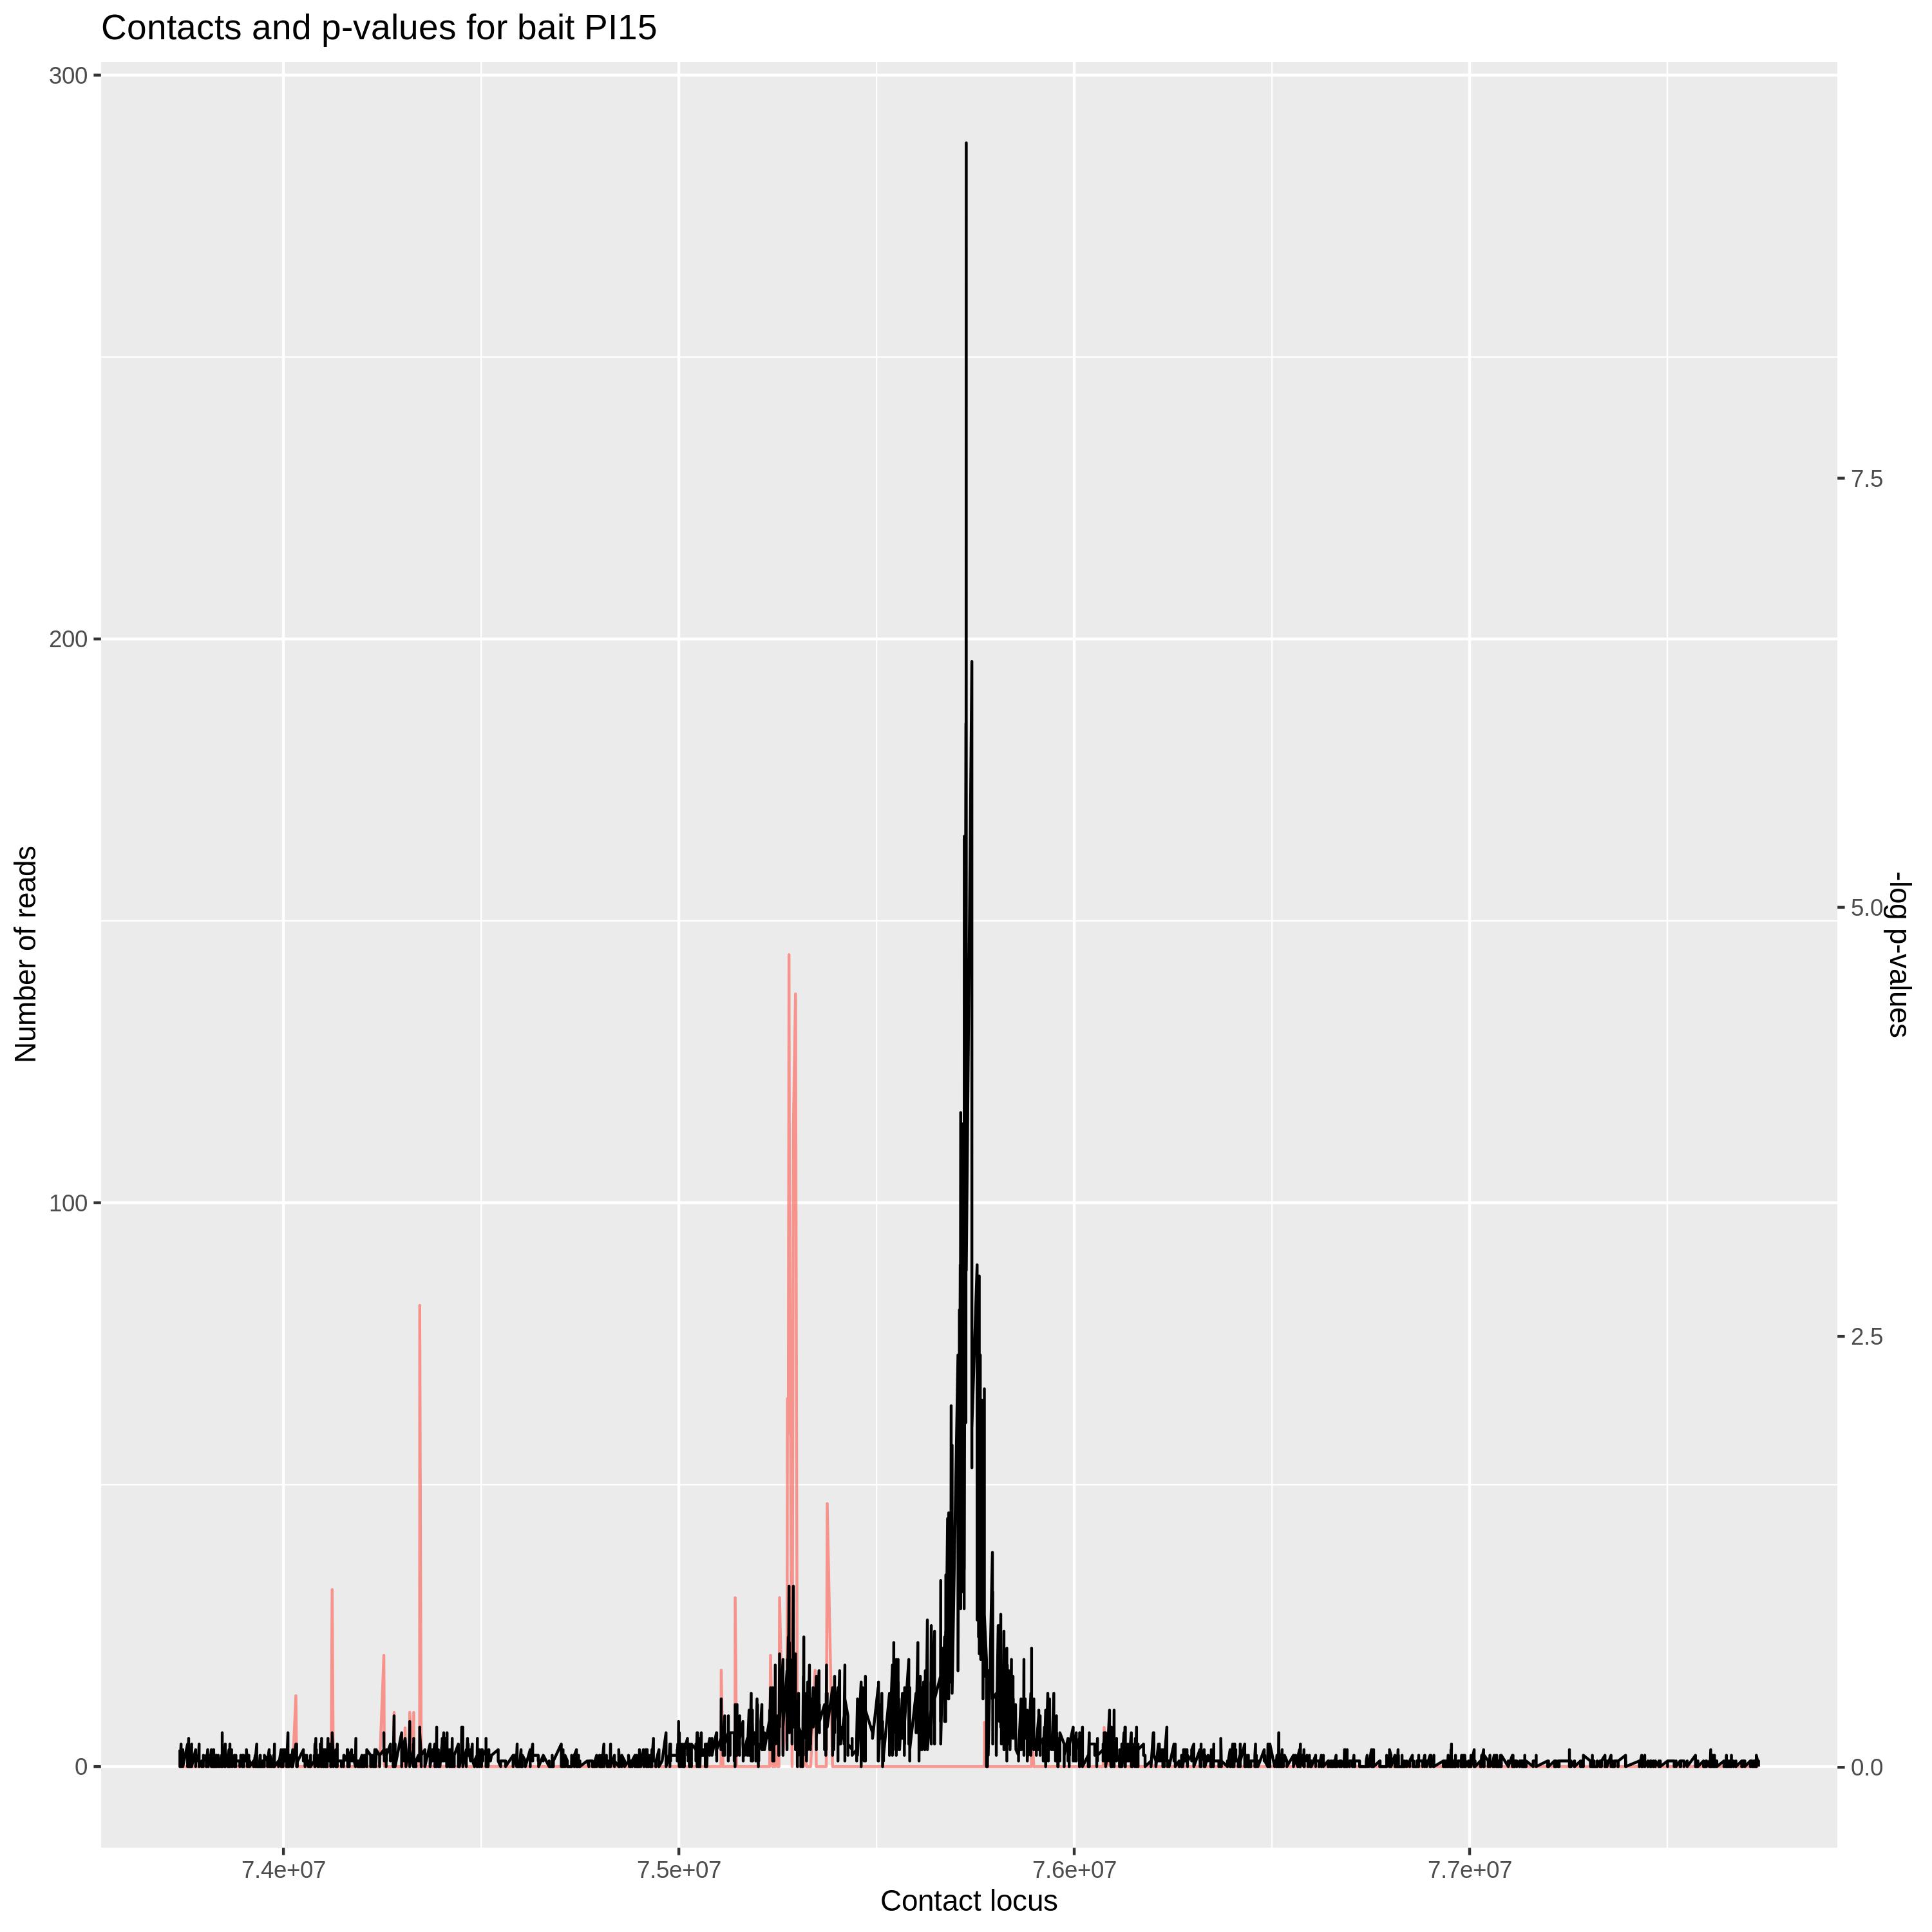 Contacts and p-values for bait PI15
300
200
100
0
Number of reads
7.5
5.0
2.5
0.0
-log p-values
7.4e+07
7.5e+07
7.6e+07
7.7e+07
Contact locus